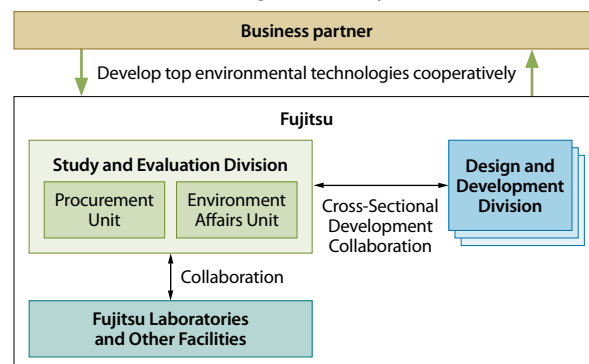 Business partner
Develop top environmental technologies cooperatively
Fujitsu
Study and Evaluation Division
Procurement
Unit
Environment
Affairs Unit
Cross-Sectional
Development
Collaboration
Design and
Development
Division
Collaboration
Fujitsu Laboratories
and Other Facilities